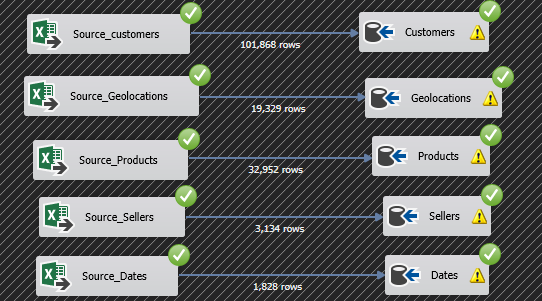 Source_customers
101,868 rows
Customers
Source_Geolocations
19,329 rows
Geolocations
Source_Products
32,952 rows
Products
Source_Sellers
3,134 rows
Sellers
Source_Dates
1,828 rows
Dates